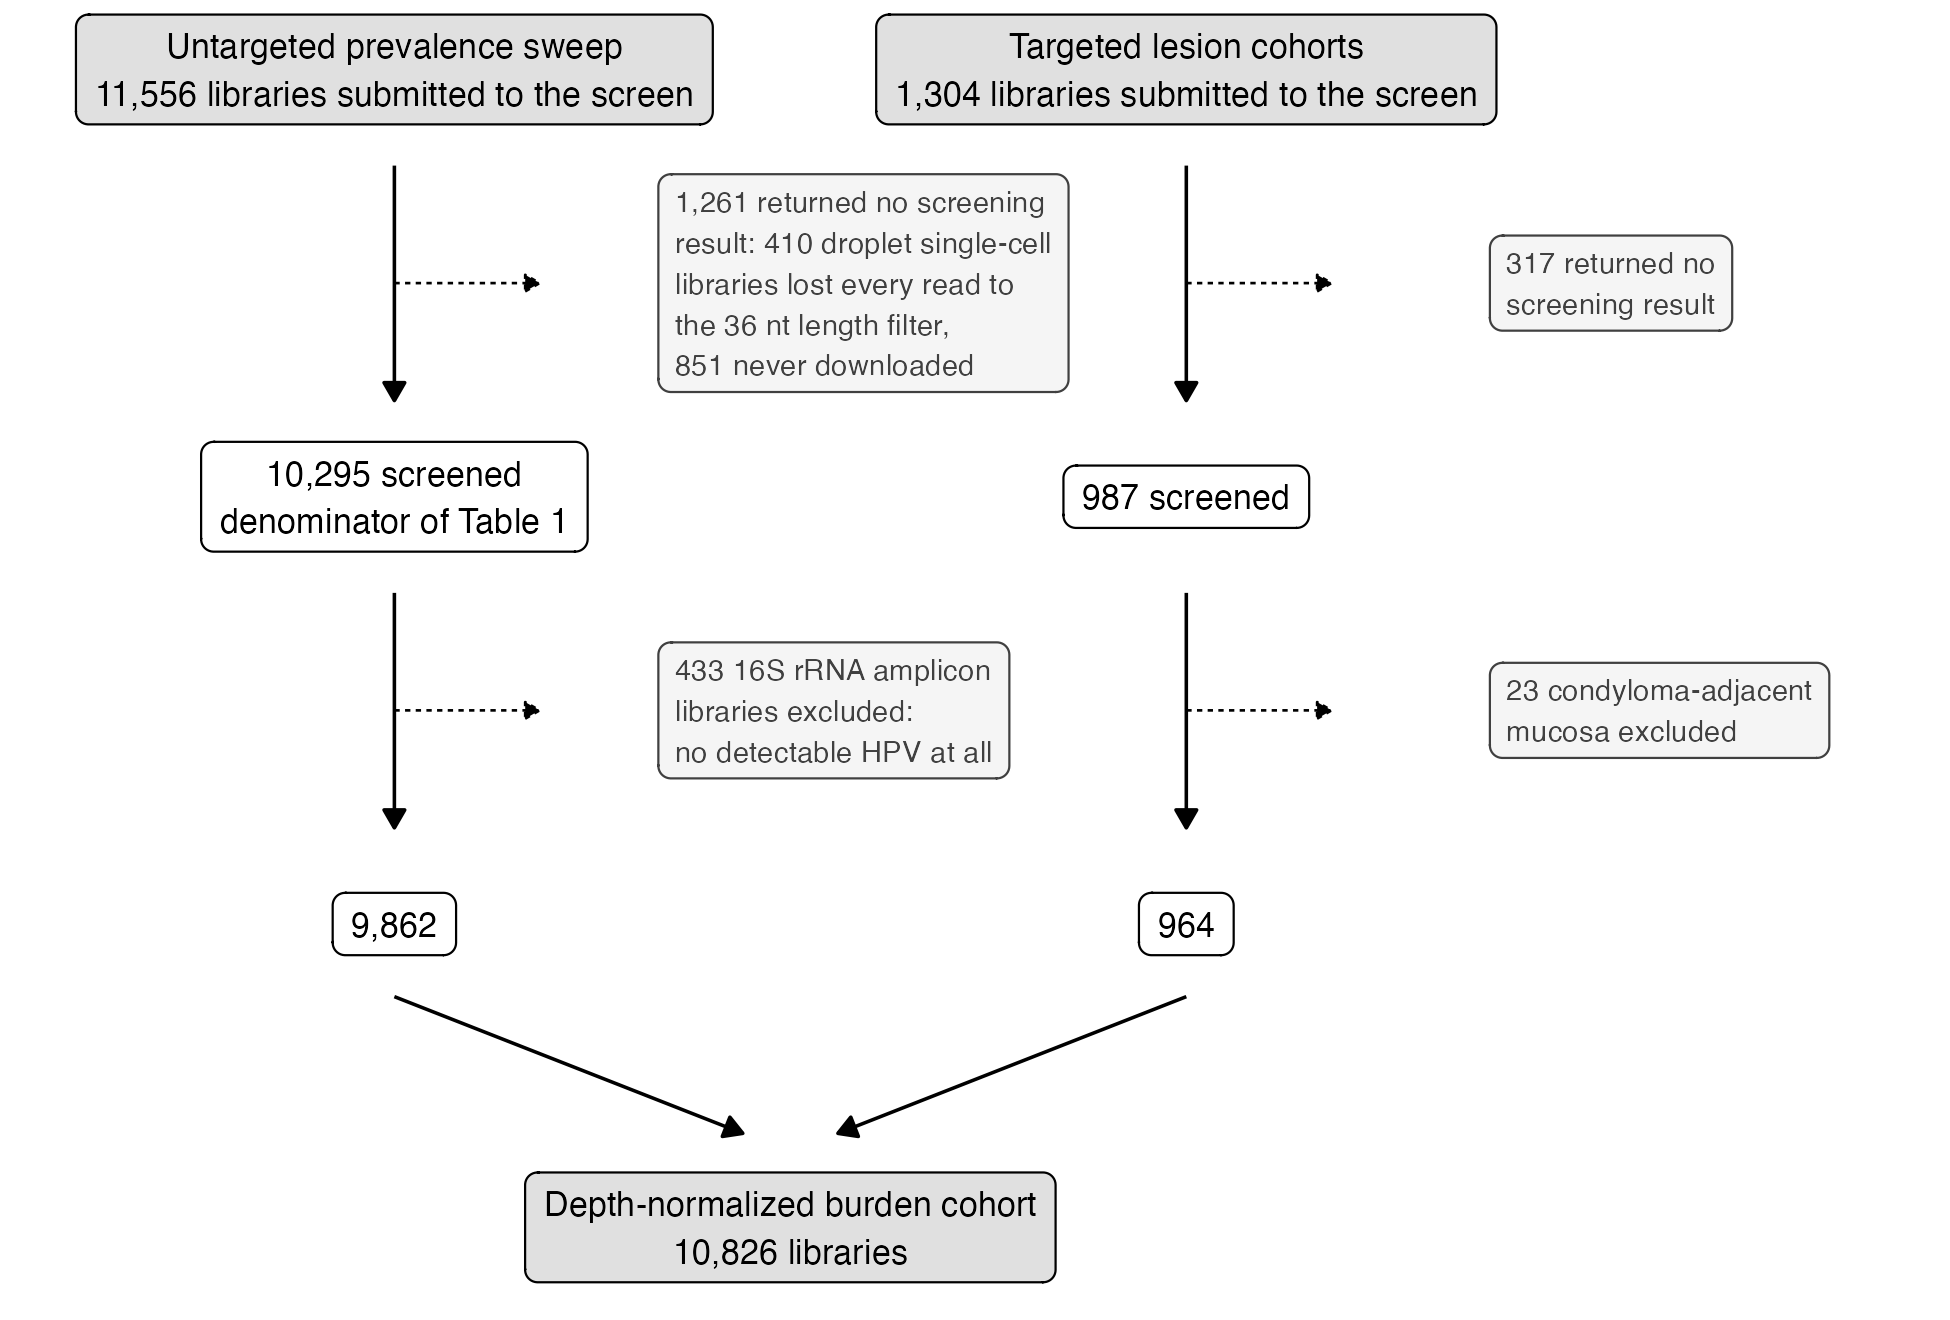 Untargeted prevalence sweep
11,556 libraries submitted to the screen
Targeted lesion cohorts
1,304 libraries submitted to the screen
1,261 returned no screening
result: 410 droplet single-cell
libraries lost every read to
the 36 nt length filter,
851 never downloaded
317 returned no
screening result
10,295 screened
denominator of Table 1
987 screened
433 16S rRNA amplicon
libraries excluded:
no detectable HPV at all
23 condyloma-adjacent
mucosa excluded
9,862
964
Depth-normalized burden cohort
10,826 libraries